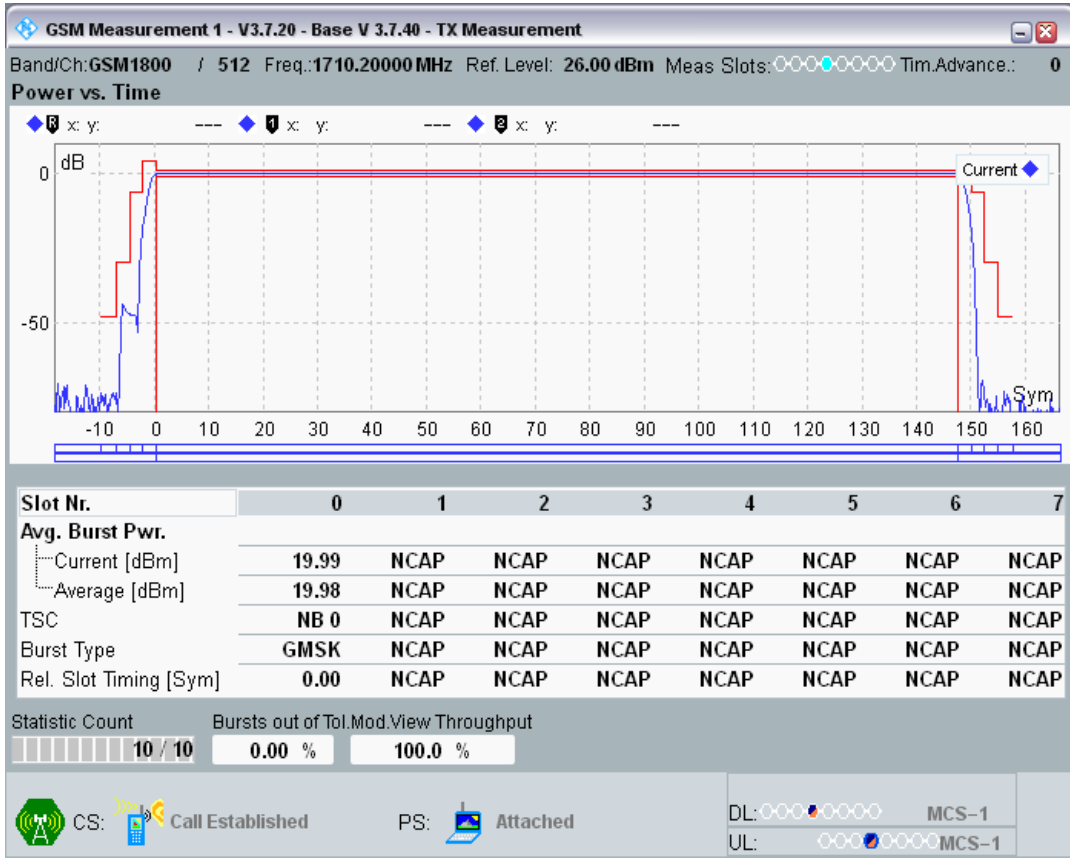 GSM Measurement 1 - V3.7.20 - Base V 3.7.40 - TX Measurement
Band/Ch:GSM1800 / 512 Freq.:1710.20000 MHz Ref. Level: 26.00 dBm Meas Slots: Tim.Advance.: 0
Power vs. Time
R x: y: --- 1 x: y: --- 2 x: y: ---
dB
Current
0
-50
Sym
-10 0 10 20 30 40 50 60 70 80 90 100 110 120 130 140 150 160
Slot Nr. 0 1 2 3 4 5 6 7
Avg. Burst Pwr.
Current [dBm] 19.99 NCAP NCAP NCAP NCAP NCAP NCAP NCAP
Average [dBm] 19.98 NCAP NCAP NCAP NCAP NCAP NCAP NCAP
TSC NB 0 NCAP NCAP NCAP NCAP NCAP NCAP NCAP
Burst Type GMSK NCAP NCAP NCAP NCAP NCAP NCAP NCAP
Rel. Slot Timing [Sym] 0.00 NCAP NCAP NCAP NCAP NCAP NCAP NCAP
Statistic Count Bursts out of Tol. Mod.View Throughput
10 / 10 0.00 % 100.0 %
CS: Call Established PS: Attached
DL: MCS-1
UL: MCS-1